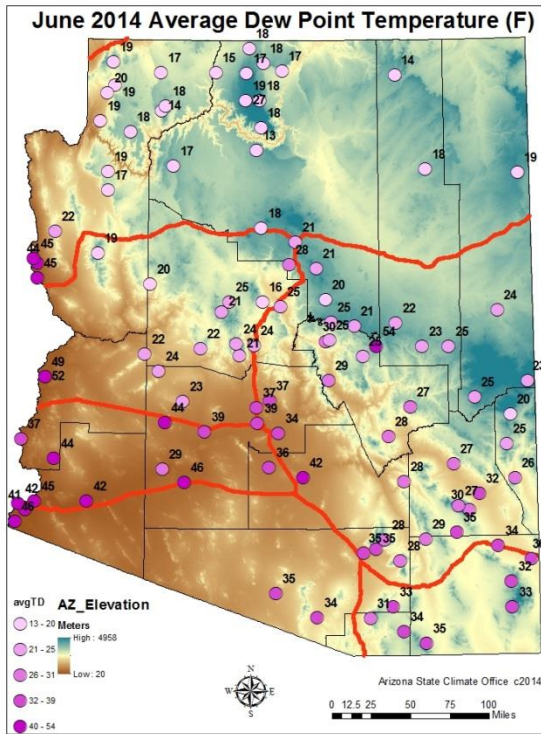 June 2014 Average Dew Point Temperature (F)
18
19 17 15 18 17 17 14
20 19 19 18
19 18 14 27 18
18 13
19 17 18 18 19
22 18 21
44 45 45 19 28 21
20 25 16 25 20 24
21 25 21 22
22 22 24 24 21 30 25 54 23 25
49 52 24 29 23
23 37 37 27 25 20
37 44 39 39 34 28 25
44 29 36 27 26
41 42 45 42 46 42 28 32
46 30 27
35
35 35 28 29 34
28 32
35 33 33
31 34
35
avgTD AZ_Elevation
Meters
13 - 20 High : 4958
21 - 25
26 - 31 Low : 20
32 - 39
40 - 54
N
W E
S
Arizona State Climate Office c2014
0 12.5 25 50 75 100
Miles